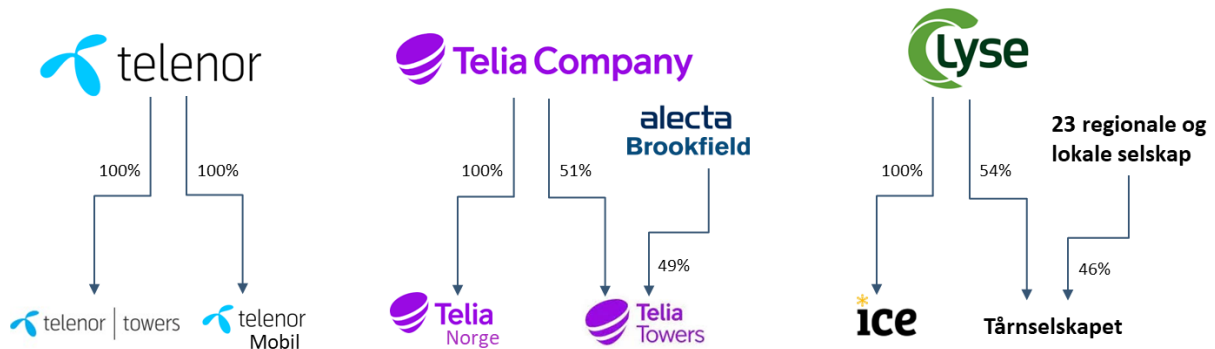 telenor
Telia Company
Lyse
alecta
Brookfield
23 regionale og
lokale selskap
100%
100%
100%
51%
100%
54%
49%
46%
telenor | towers
telenor
Mobil
Telia
Norge
Telia
Towers
ice
Tårnselskapet